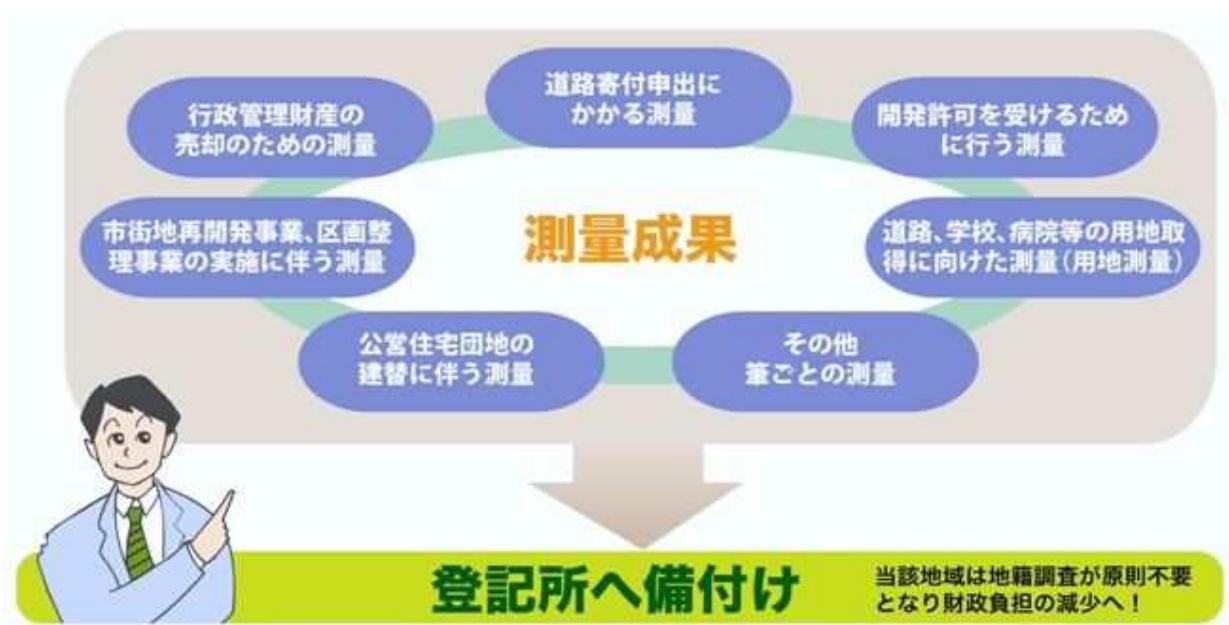 道路寄付申出に
かかる測量
行政管理財産の
売却のための測量
開発許可を受けるため
に行う測量
市街地再開発事業、区画整
理事業の実施に伴う測量
測量成果
道路、学校、病院等の用地取
得に向けた測量（用地測量）
公営住宅団地の
建替に伴う測量
その他
筆ごとの測量
登記所へ備付け
当該地域は地籍調査が原則不要
となり財政負担の減少へ！